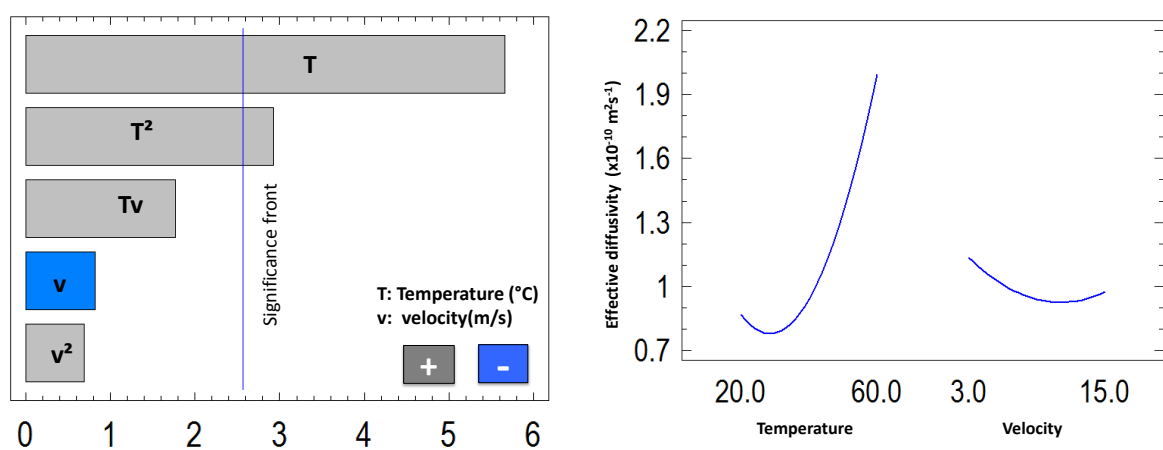 T
T²
Tv
v
v²
Significance front
T: Temperature (°C)
v: velocity(m/s)
+ -
0 1 2 3 4 5 6
Effective diffusivity (x10⁻¹⁰ m²s⁻¹)
2.2
1.9
1.6
1.3
1
0.7
20.0 60.0 3.0 15.0
Temperature Velocity